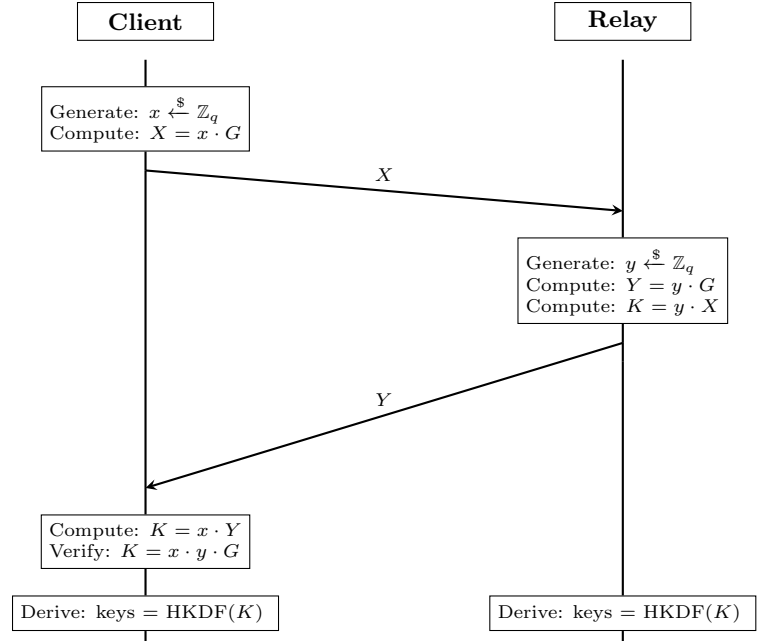 Client
Relay
Generate: x $← ℤq
Compute: X = x · G
X
Generate: y $← ℤq
Compute: Y = y · G
Compute: K = y · X
Y
Compute: K = x · Y
Verify: K = x · y · G
Derive: keys = HKDF(K)
Derive: keys = HKDF(K)